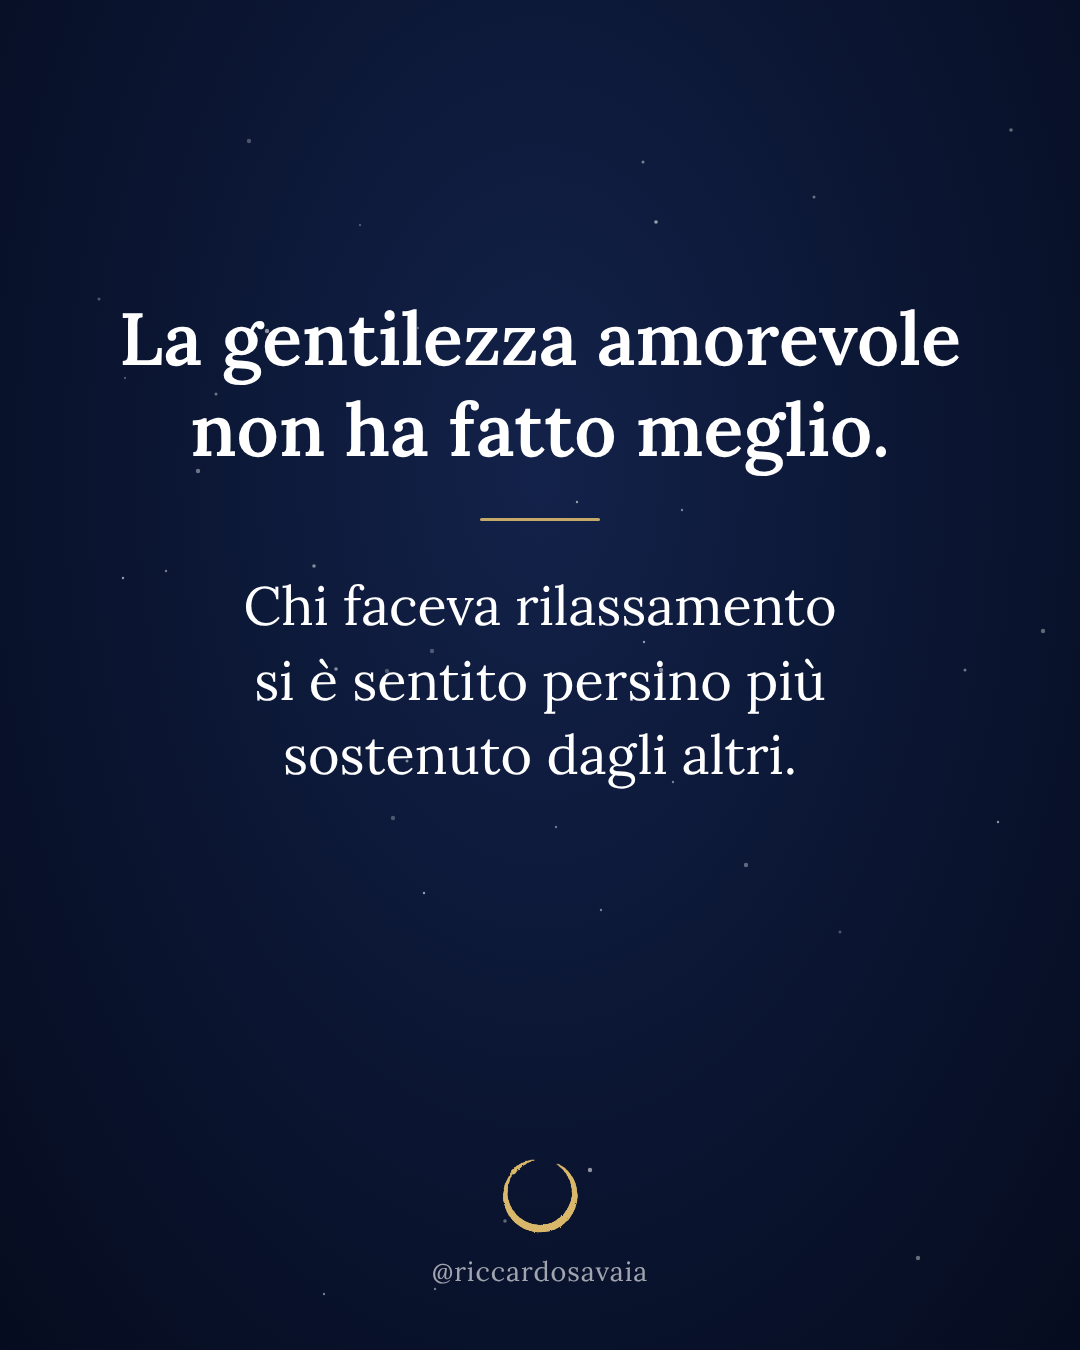 La gentilezza amorevole
non ha fatto meglio.
Chi faceva rilassamento
si è sentito persino più
sostenuto dagli altri.
@riccardosavaia